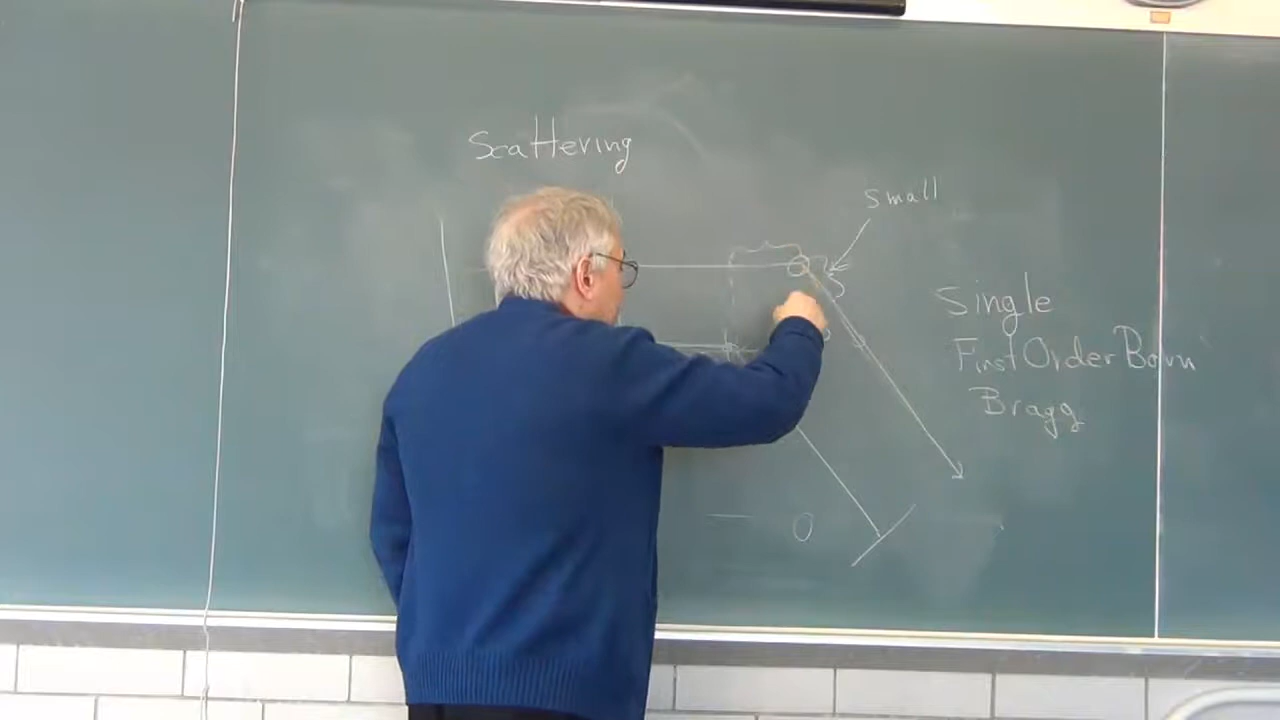 Scattering
small
Single
First Order Born
Bragg
O